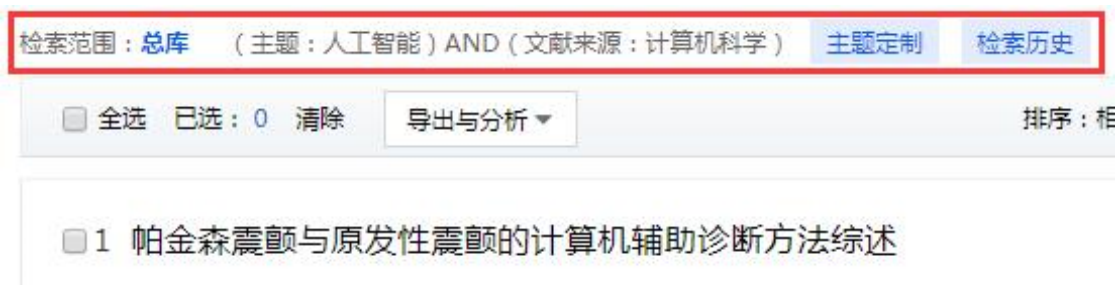 检索范围：总库 （主题：人工智能）AND（文献来源：计算机科学） 主题定制 检索历史
全选 已选：0 清除 导出与分析 排序：相
1 帕金森震颤与原发性震颤的计算机辅助诊断方法综述